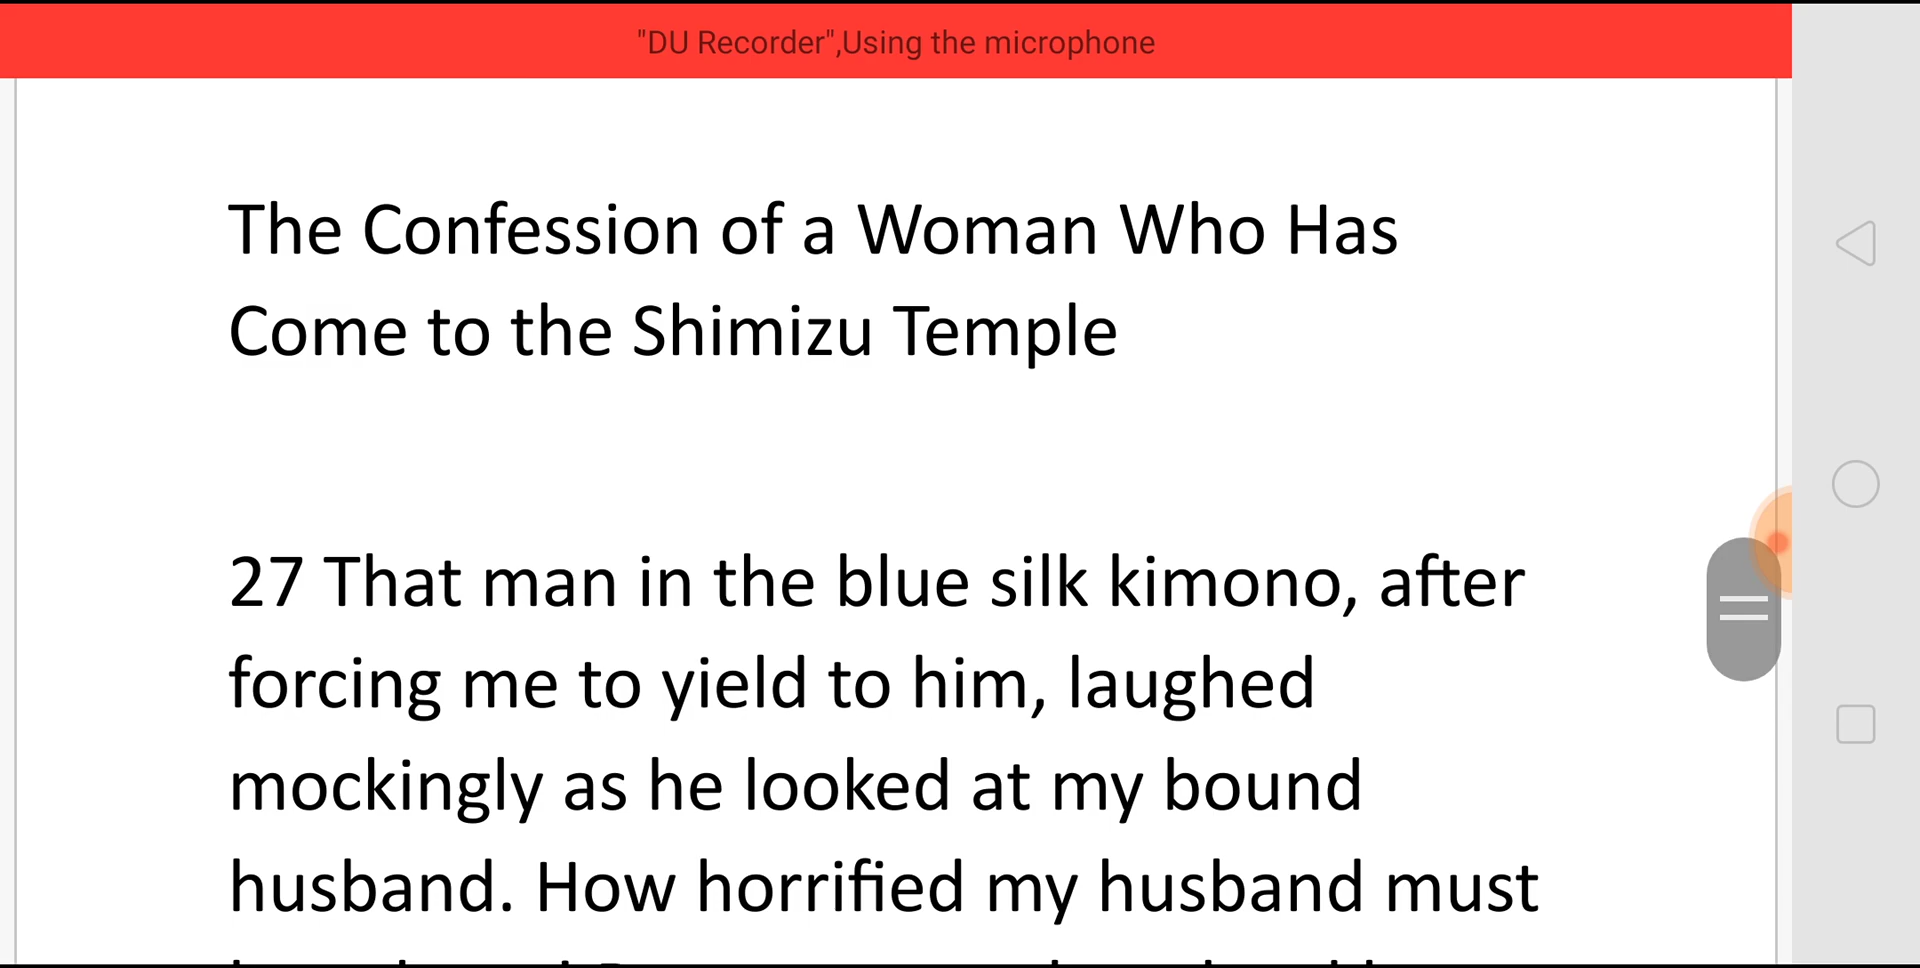 "DU Recorder",Using the microphone
The Confession of a Woman Who Has
Come to the Shimizu Temple
27 That man in the blue silk kimono, after
forcing me to yield to him, laughed
mockingly as he looked at my bound
husband. How horrified my husband must